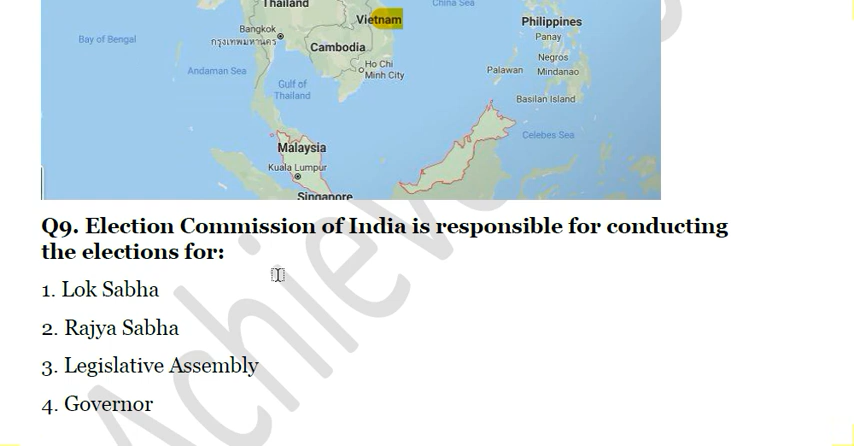 Thailand
China Sea
Vietnam
Philippines
Bangkok
กรุงเทพมหานคร
Bay of Bengal
Panay
Cambodia
Negros
Ho Chi
Minh City
Andaman Sea
Palawan
Mindanao
Gulf of
Thailand
Basilan Island
Celebes Sea
Malaysia
Kuala Lumpur
Singapore
Q9. Election Commission of India is responsible for conducting
the elections for:
1. Lok Sabha
2. Rajya Sabha
3. Legislative Assembly
4. Governor